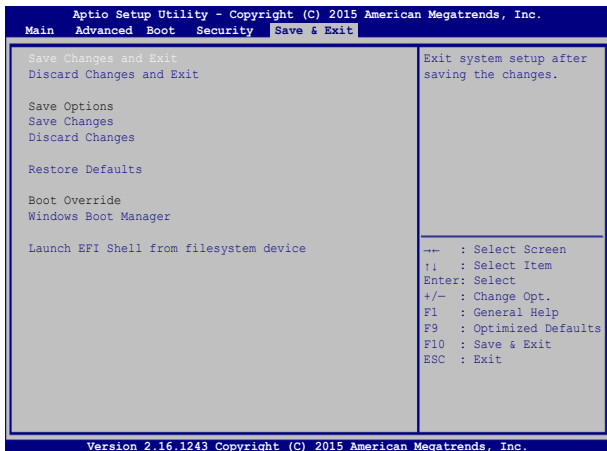 Aptio Setup Utility - Copyright (C) 2015 American Megatrends, Inc.
Main Advanced Boot Security Save & Exit
Save Changes and Exit
Discard Changes and Exit
Save Options
Save Changes
Discard Changes
Restore Defaults
Boot Override
Windows Boot Manager
Launch EFI Shell from filesystem device
Exit system setup after
saving the changes.
→← : Select Screen
↑↓ : Select Item
Enter: Select
+/— : Change Opt.
F1 : General Help
F9 : Optimized Defaults
F10 : Save & Exit
ESC : Exit
Version 2.16.1243 Copyright (C) 2015 American Megatrends, Inc.